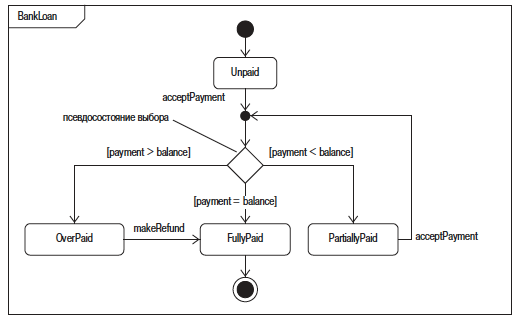 BankLoan
Unpaid
acceptPayment
псевдосостояние выбора
[payment > balance]
[payment < balance]
[payment = balance]
OverPaid
makeRefund
FullyPaid
PartiallyPaid
acceptPayment